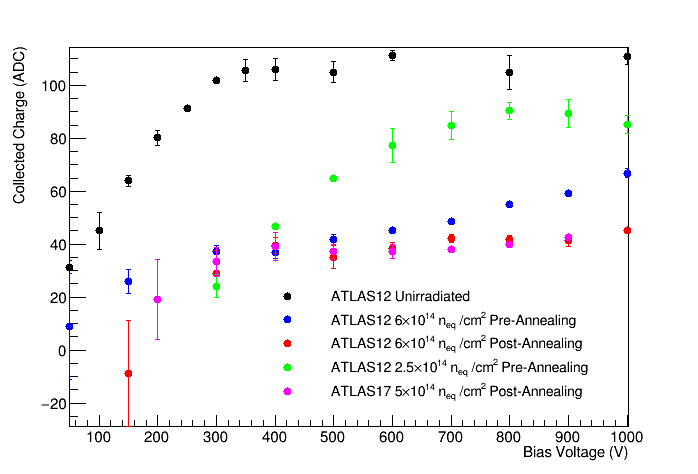 Collected Charge (ADC)
100
80
60
40
20
0
−20
ATLAS12 Unirradiated
ATLAS12 6×10¹⁴ n_eq /cm² Pre-Annealing
ATLAS12 6×10¹⁴ n_eq /cm² Post-Annealing
ATLAS12 2.5×10¹⁴ n_eq /cm² Pre-Annealing
ATLAS17 5×10¹⁴ n_eq /cm² Post-Annealing
100 200 300 400 500 600 700 800 900 1000
Bias Voltage (V)